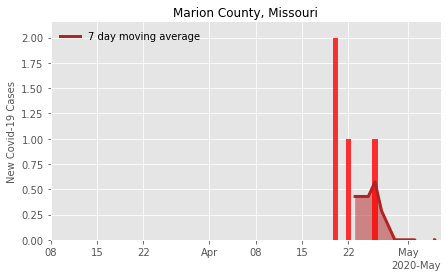 Marion County, Missouri
7 day moving average
New Covid-19 Cases
2.00
1.75
1.50
1.25
1.00
0.75
0.50
0.25
0.00
08 15 22 Apr 08 15 22 May
2020-May